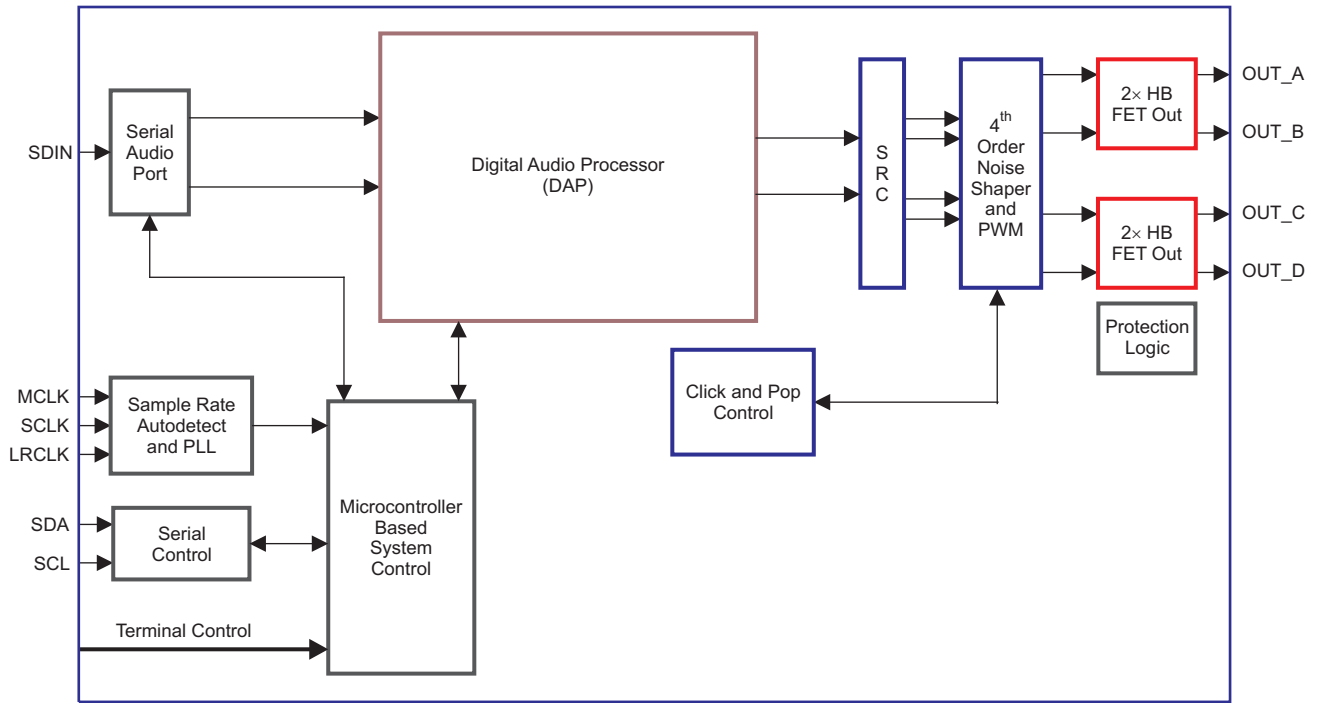 SDIN
Serial
Audio
Port
Digital Audio Processor
(DAP)
S
R
C
4th
Order
Noise
Shaper
and
PWM
2× HB
FET Out
OUT_A
OUT_B
2× HB
FET Out
OUT_C
OUT_D
Protection
Logic
Click and Pop
Control
MCLK
SCLK
LRCLK
Sample Rate
Autodetect
and PLL
SDA
SCL
Serial
Control
Microcontroller
Based
System
Control
Terminal Control